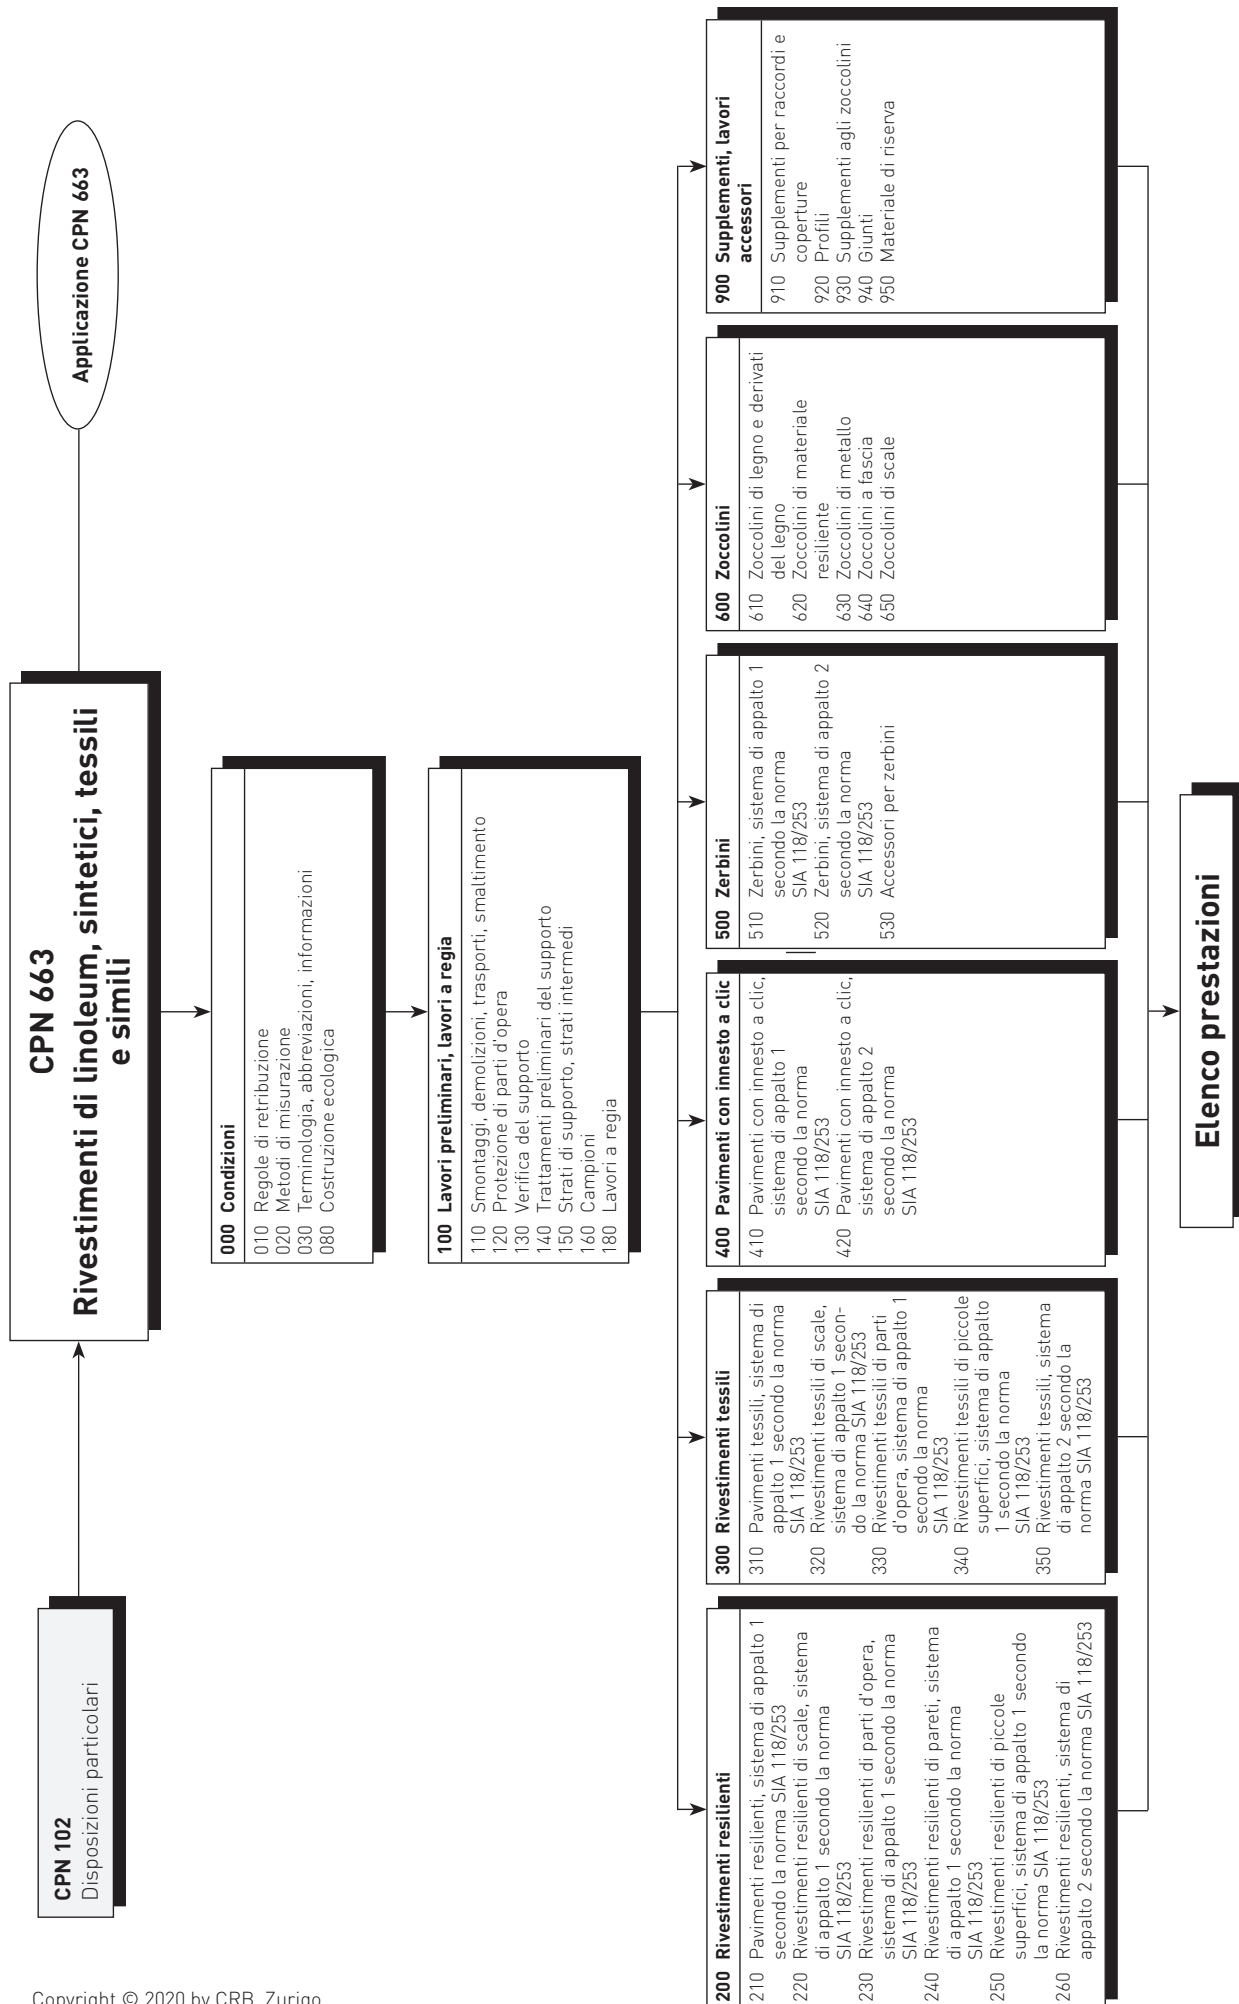 CPN 102
Disposizioni particolari
CPN 663
Rivestimenti di linoleum, sintetici, tessili
e simili
Applicazione CPN 663
000 Condizioni
010 Regole di retribuzione
020 Metodi di misurazione
030 Terminologia, abbreviazioni, informazioni
080 Costruzione ecologica
100 Lavori preliminari, lavori a regia
110 Smontaggi, demolizioni, trasporti, smaltimento
120 Protezione di parti d'opera
130 Verifica del supporto
140 Trattamenti preliminari del supporto
150 Strati di supporto, strati intermedi
160 Campioni
180 Lavori a regia
200 Rivestimenti resilienti
210 Pavimenti resilienti, sistema di appalto 1
secondo la norma SIA 118/253
220 Rivestimenti resilienti di scale, sistema
di appalto 1 secondo la norma
SIA 118/253
230 Rivestimenti resilienti di parti d'opera,
sistema di appalto 1 secondo la norma
SIA 118/253
240 Rivestimenti resilienti di pareti, sistema
di appalto 1 secondo la norma
SIA 118/253
250 Rivestimenti resilienti di piccole
superfici, sistema di appalto 1 secondo
la norma SIA 118/253
260 Rivestimenti resilienti, sistema di
appalto 2 secondo la norma SIA 118/253
300 Rivestimenti tessili
310 Pavimenti tessili, sistema di
appalto 1 secondo la norma
SIA 118/253
320 Rivestimenti tessili di scale,
sistema di appalto 1 secon-
do la norma SIA 118/253
330 Rivestimenti tessili di parti
d'opera, sistema di appalto 1
secondo la norma
SIA 118/253
340 Rivestimenti tessili di piccole
superfici, sistema di appalto
1 secondo la norma
SIA 118/253
350 Rivestimenti tessili, sistema
di appalto 2 secondo la
norma SIA 118/253
400 Pavimenti con innesto a clic
410 Pavimenti con innesto a clic,
sistema di appalto 1
secondo la norma
SIA 118/253
420 Pavimenti con innesto a clic,
sistema di appalto 2
secondo la norma
SIA 118/253
500 Zerbini
510 Zerbini, sistema di appalto 1
secondo la norma
SIA 118/253
520 Zerbini, sistema di appalto 2
secondo la norma
SIA 118/253
530 Accessori per zerbini
600 Zoccolini
610 Zoccolini di legno e derivati
del legno
620 Zoccolini di materiale
resiliente
630 Zoccolini di metallo
640 Zoccolini a fascia
650 Zoccolini di scale
900 Supplementi, lavori
accessori
910 Supplementi per raccordi e
coperture
920 Profili
930 Supplementi agli zoccolini
940 Giunti
950 Materiale di riserva
Elenco prestazioni
Copyright © 2020 by CRB, Zurigo